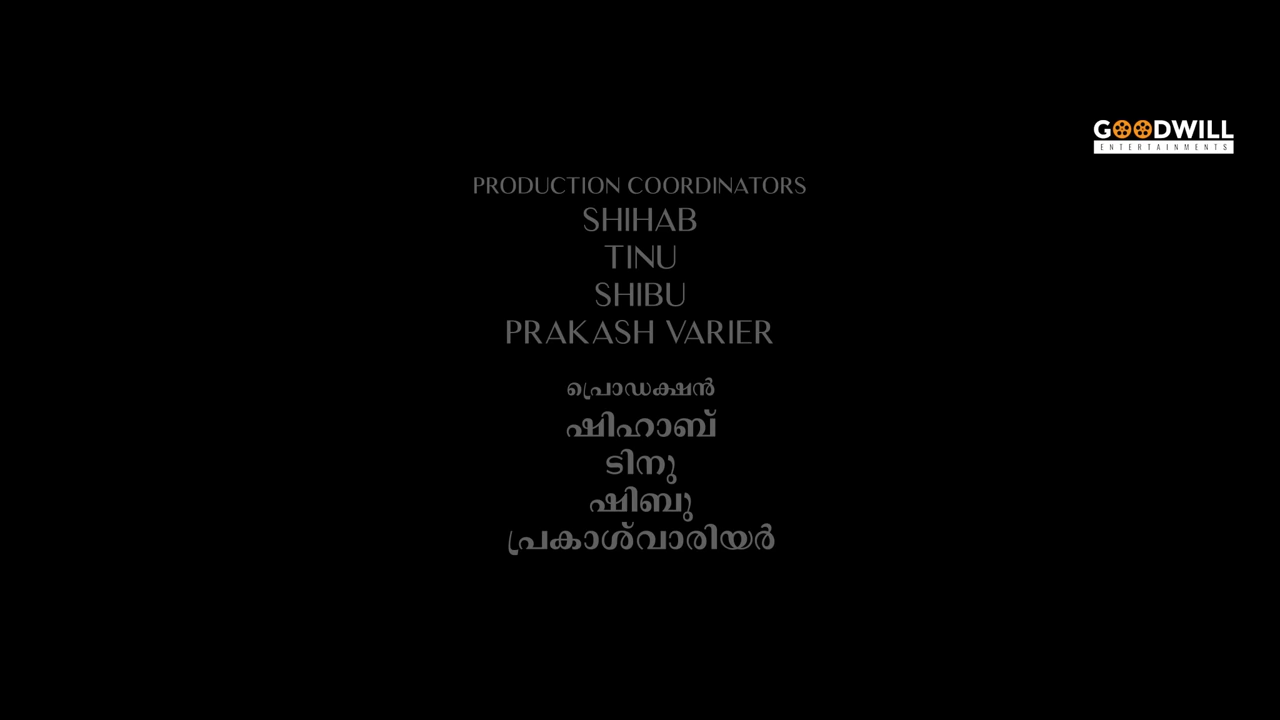 GOODWILL
ENTERTAINMENTS
PRODUCTION COORDINATORS
SHIHAB
TINU
SHIBU
PRAKASH VARIER
പ്രൊഡക്ഷൻ
ഷിഹാബ്
ടിനു
ഷിബു
പ്രകാശ്‌വാരിയർ